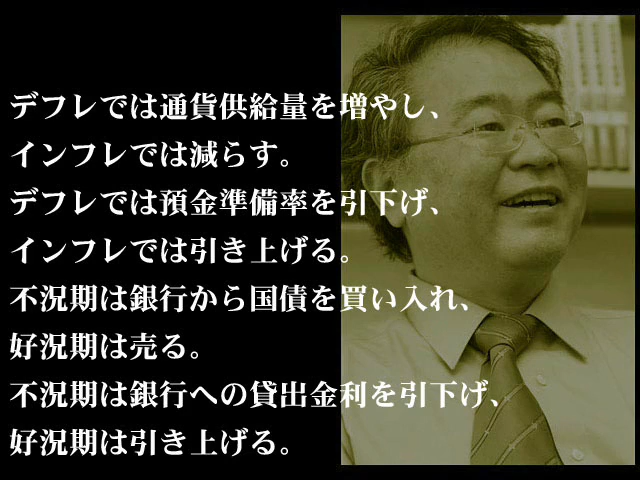 デフレでは通貨供給量を増やし、
インフレでは減らす。
デフレでは預金準備率を引下げ、
インフレでは引き上げる。
不況期は銀行から国債を買い入れ、
好況期は売る。
不況期は銀行への貸出金利を引下げ、
好況期は引き上げる。